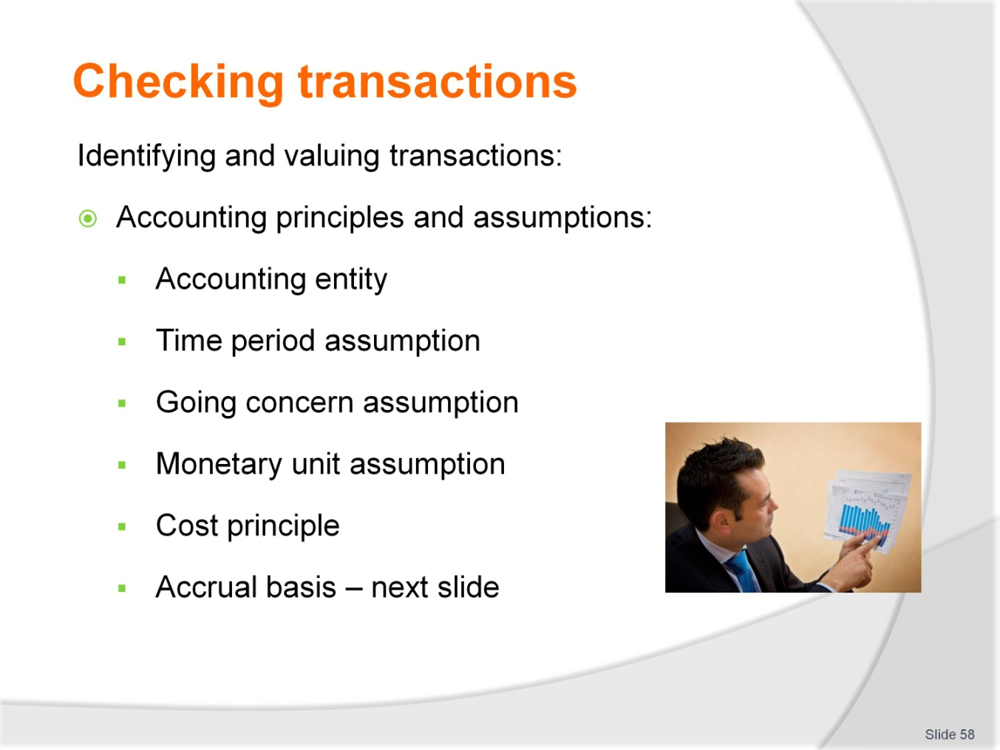 Checking transactions
Identifying and valuing transactions:
Accounting principles and assumptions:
Accounting entity
Time period assumption
Going concern assumption
Monetary unit assumption
Cost principle
Accrual basis – next slide
Slide 58